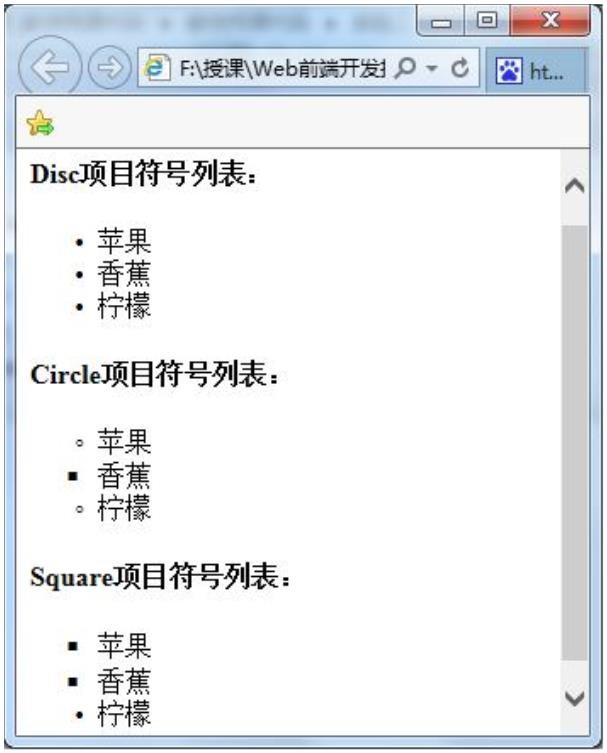 F:\授课\Web前端开发
ht...
Disc项目符号列表：
• 苹果
• 香蕉
• 柠檬
Circle项目符号列表：
◦ 苹果
▪ 香蕉
◦ 柠檬
Square项目符号列表：
▪ 苹果
▪ 香蕉
• 柠檬